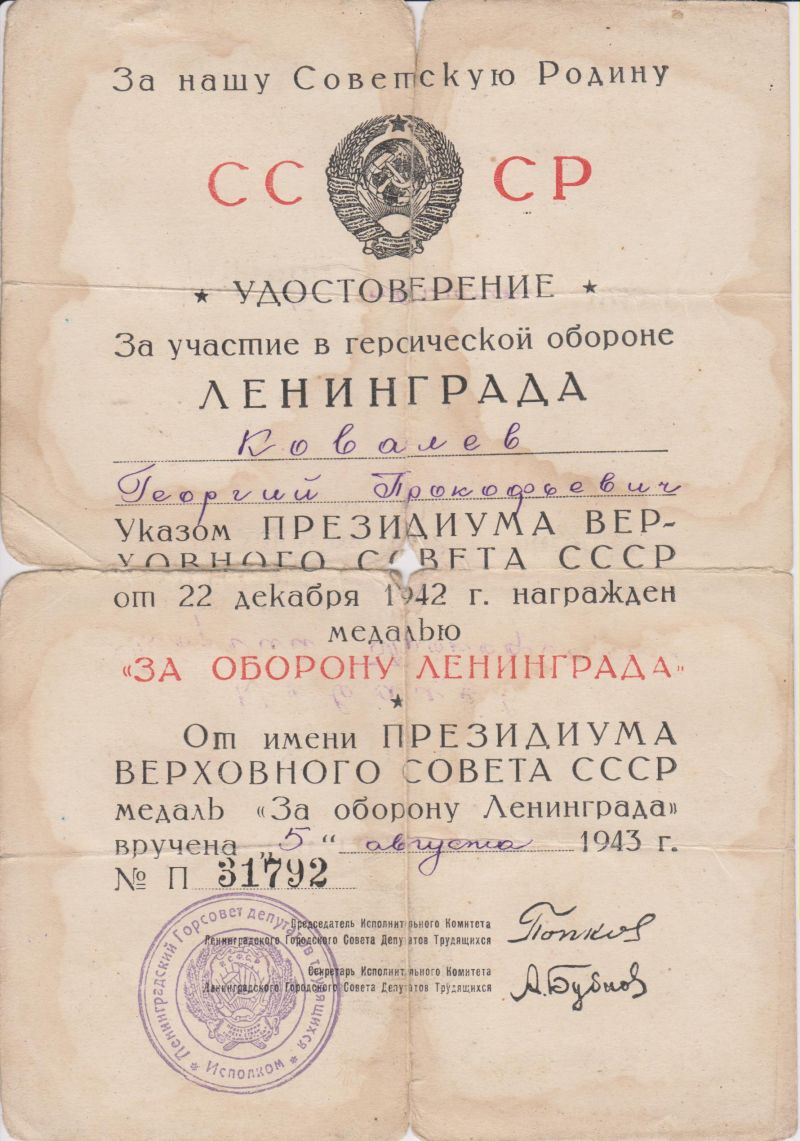 За нашу Советскую Родину
СССР
★ УДОСТОВЕРЕНИЕ ★
За участие в героической обороне
ЛЕНИНГРАДА
Ковалев
Георгий Прокофьевич
Указом ПРЕЗИДИУМА ВЕР-
ХОВНОГО СОВЕТА СССР
от 22 декабря 1942 г. награжден
медалью
«ЗА ОБОРОНУ ЛЕНИНГРАДА»
★
От имени ПРЕЗИДИУМА
ВЕРХОВНОГО СОВЕТА СССР
медаль «За оборону Ленинграда»
вручена „5“ августа 1943 г.
№ П 31792
Председатель Исполнительного Комитета
Ленинградского Городского Совета Депутатов Трудящихся
Попков
Секретарь Исполнительного Комитета
Ленинградского Городского Совета Депутатов Трудящихся
А.Бубнов
Ленинградский Горсовет депутатов трудящихся
★ Исполком ★